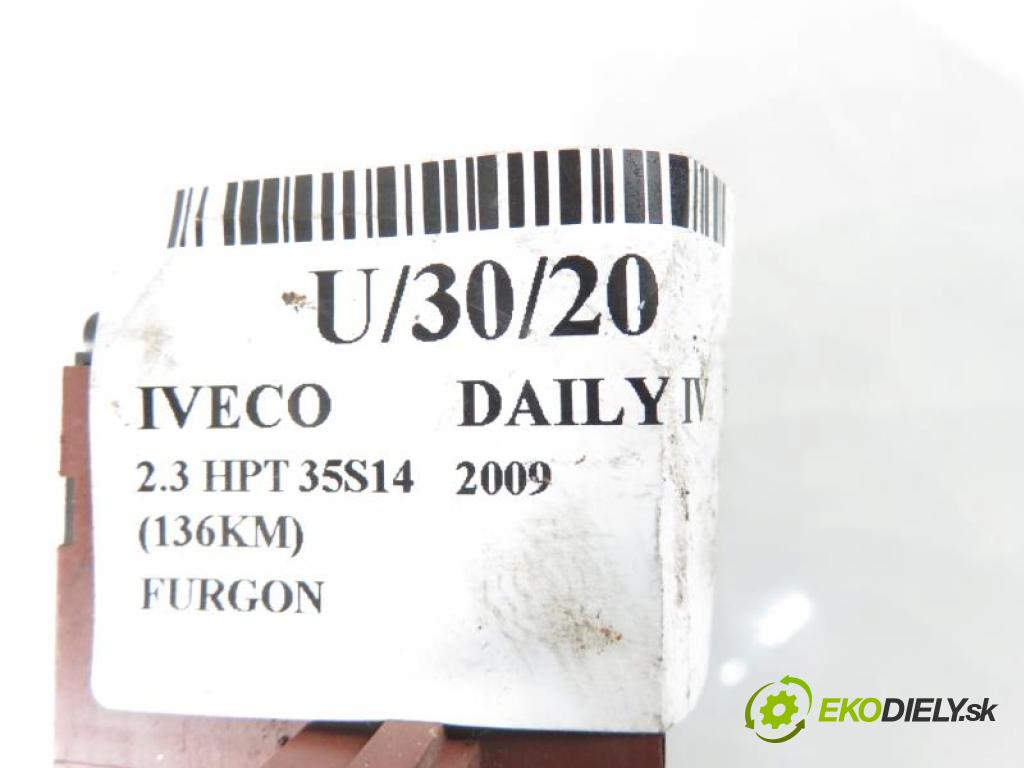 U/30/20
IVECO DAILY IV
2.3 HPT 35S14 2009
(136KM)
FURGON
EKODIELY.sk